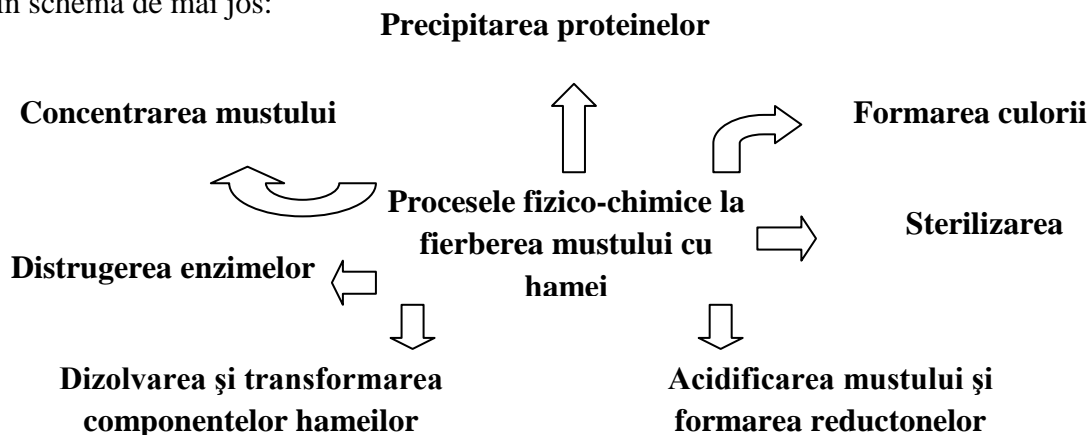 în schema de mai jos:
Precipitarea proteinelor
Concentrarea mustului
Formarea culorii
Procesele fizico-chimice la
fierberea mustului cu
hamei
Sterilizarea
Distrugerea enzimelor
Dizolvarea şi transformarea
componentelor hameilor
Acidificarea mustului şi
formarea reductonelor